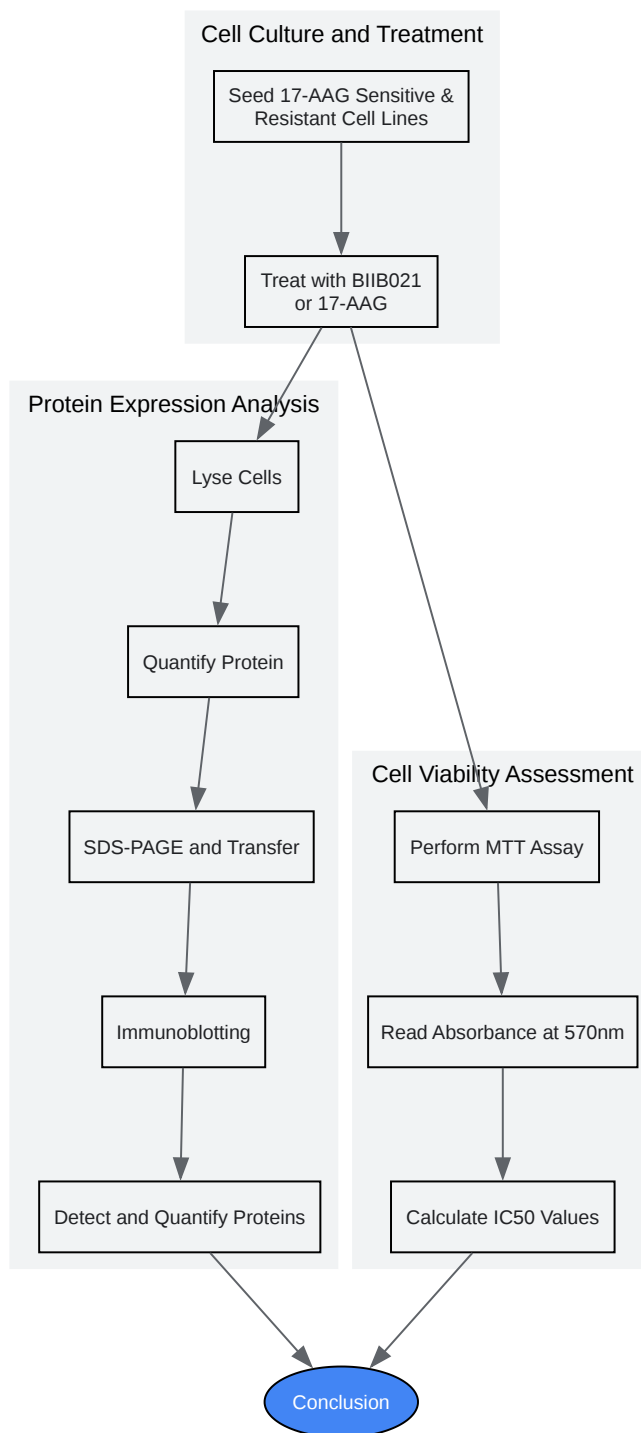 Cell Culture and Treatment
Seed 17-AAG Sensitive &
Resistant Cell Lines
Treat with BIIB021
or 17-AAG
Protein Expression Analysis
Lyse Cells
Quantify Protein
SDS-PAGE and Transfer
Immunoblotting
Detect and Quantify Proteins
Cell Viability Assessment
Perform MTT Assay
Read Absorbance at 570nm
Calculate IC50 Values
Conclusion